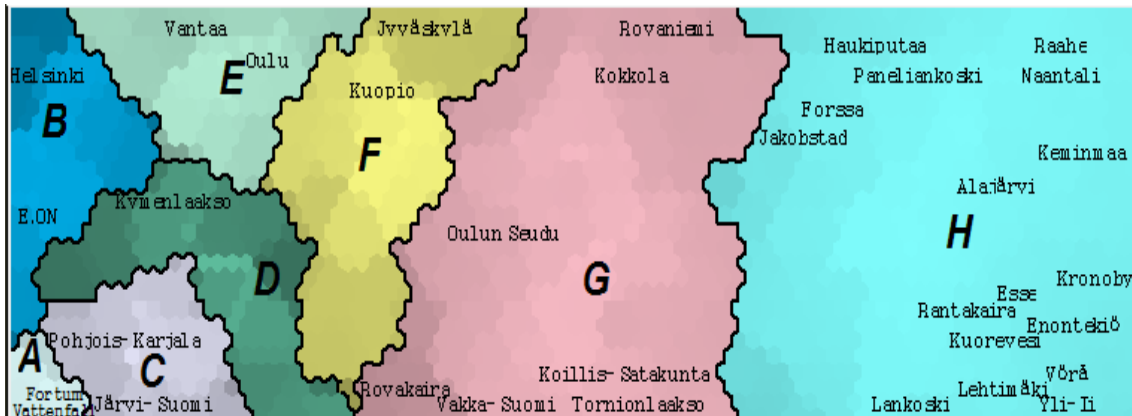 Vantaa
Jyväskylä
Rovaniemi
Haukiputaa
Raahe
Helsinki
E
Oulu
Kokkola
Paneliankoski
Naantali
Kuopio
B
Forssa
Jakobstad
F
Keminmaa
Kymenlaakso
Alajärvi
E.ON
Oulun Seudu
H
D
G
Kronoby
Esse
Rantakaira
Enontekiö
Pohjois-Karjala
Kuorevesi
A
C
Koillis-Satakunta
Vörå
Fortum
Rovakaira
Lehtimäki
Vattenfall
Järvi-Suomi
Vakka-Suomi
Tornionlaakso
Lankoski
Yli-Ii